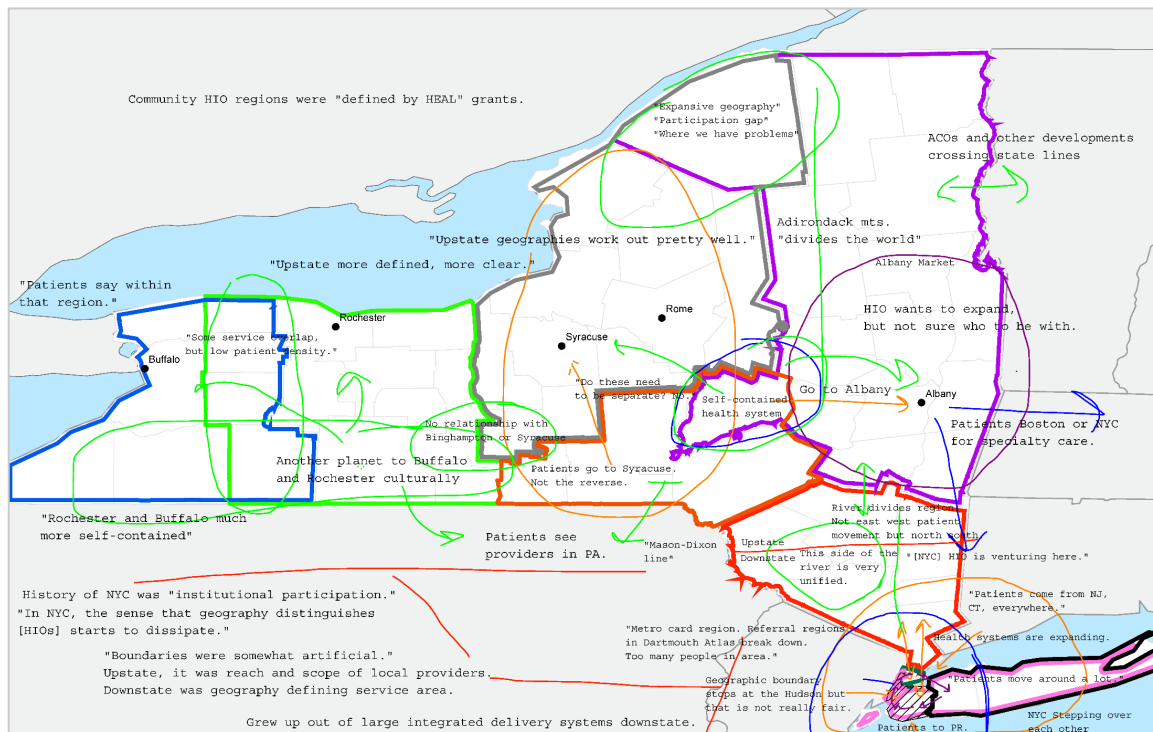 Community HIO regions were "defined by HEAL" grants.
"Expansive geography"
"Participation gap"
"Where we have problems"
ACOs and other developments
crossing state lines
"Upstate geographies work out pretty well."
Adirondack mts.
"divides the world"
"Upstate more defined, more clear."
Albany Market
"Patients say within
that region."
HIO wants to expand,
but not sure who to be with.
Rochester
Rome
"Some service overlap,
but low patient density."
Syracuse
Buffalo
"Do these need
to be separate? No."
Go to Albany
Self-contained
health system
Albany
No relationship with
Binghampton or Syracuse
Patients Boston or NYC
for specialty care.
Another planet to Buffalo
and Rochester culturally
Patients go to Syracuse.
Not the reverse.
River divides region.
Not east west patient
movement but north south.
"Rochester and Buffalo much
more self-contained"
Patients see
providers in PA.
"Mason-Dixon
line"
Upstate
Downstate
This side of the
river is very
unified.
"[NYC] HIO is venturing here."
History of NYC was "institutional participation."
"In NYC, the sense that geography distinguishes
[HIOs] starts to dissipate."
"Patients come from NJ,
CT, everywhere."
"Metro card region. Referral regions
in Dartmouth Atlas break down.
Too many people in area."
Health systems are expanding.
"Boundaries were somewhat artificial."
Upstate, it was reach and scope of local providers.
Downstate was geography defining service area.
Geographic boundary
stops at the Hudson but
that is not really fair.
"Patients move around a lot."
Grew up out of large integrated delivery systems downstate.
Patients to PR.
NYC Stepping over
each other